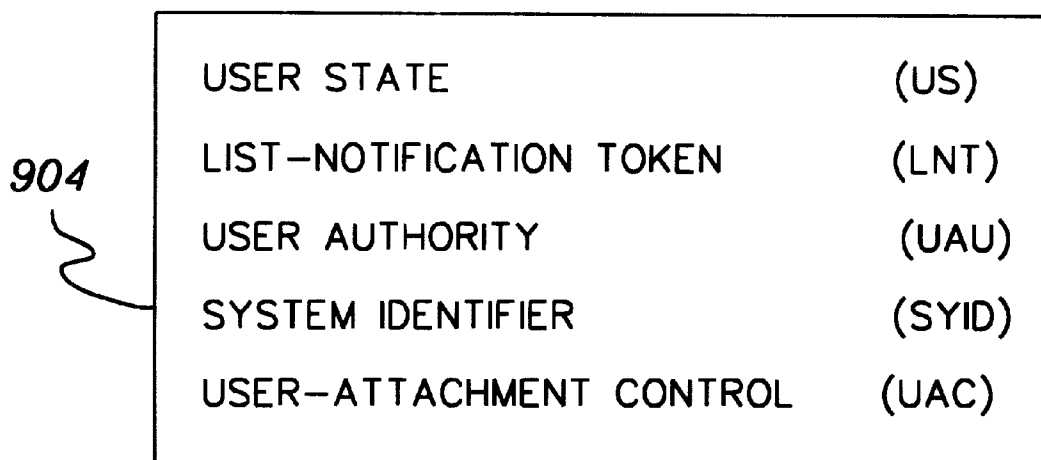 USER STATE (US)
LIST-NOTIFICATION TOKEN (LNT)
904
USER AUTHORITY (UAU)
SYSTEM IDENTIFIER (SYID)
USER-ATTACHMENT CONTROL (UAC)